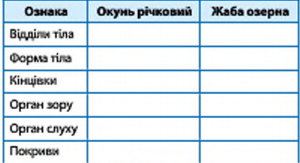 Ознака Окунь річковий Жаба озерна
Відділи тіла
Форма тіла
Кінцівки
Орган зору
Орган слуху
Покриви